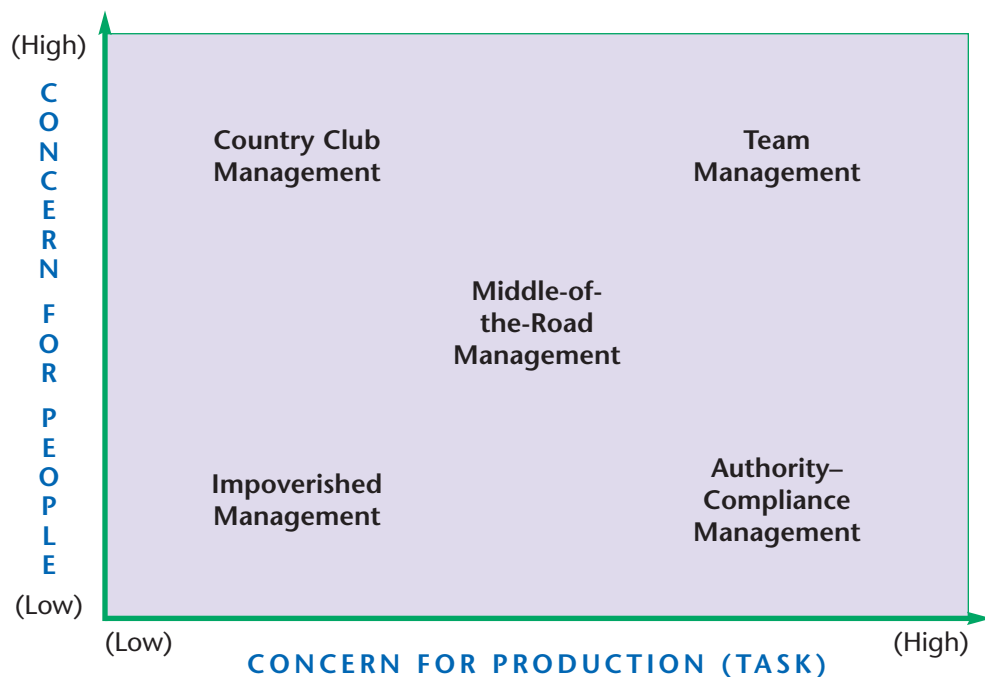 (High)
CONCERN FOR PEOPLE
(Low)
Country Club
Management
Team
Management
Middle-of-
the-Road
Management
Impoverished
Management
Authority–
Compliance
Management
(Low)
(High)
CONCERN FOR PRODUCTION (TASK)